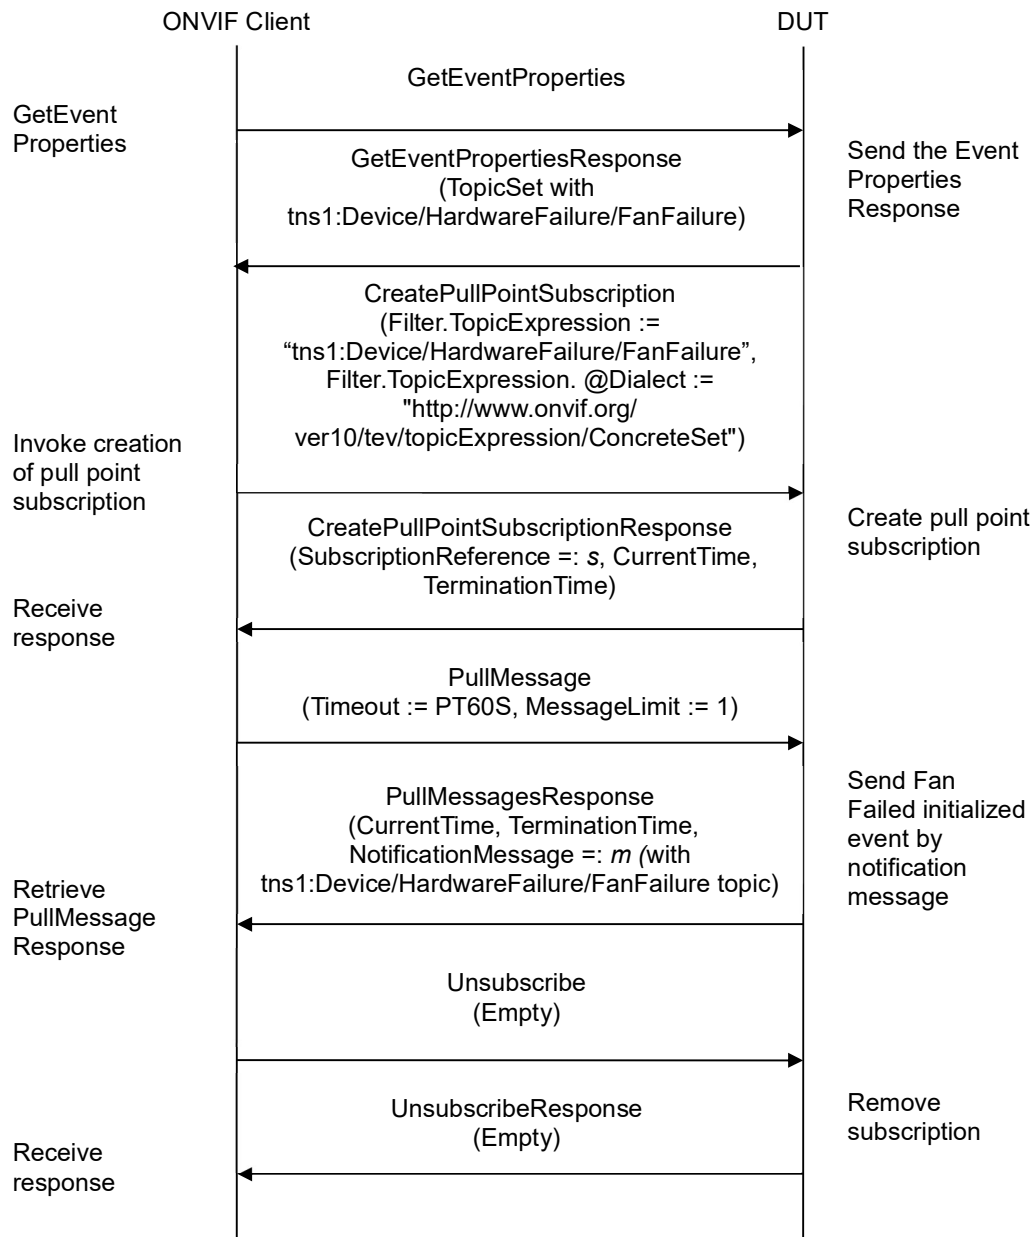 ONVIF Client
DUT
GetEventProperties
GetEvent
Properties
GetEventPropertiesResponse
(TopicSet with
tns1:Device/HardwareFailure/FanFailure)
Send the Event
Properties
Response
CreatePullPointSubscription
(Filter.TopicExpression :=
“tns1:Device/HardwareFailure/FanFailure”,
Filter.TopicExpression. @Dialect :=
"http://www.onvif.org/
ver10/tev/topicExpression/ConcreteSet")
Invoke creation
of pull point
subscription
CreatePullPointSubscriptionResponse
(SubscriptionReference =: s, CurrentTime,
TerminationTime)
Create pull point
subscription
Receive
response
PullMessage
(Timeout := PT60S, MessageLimit := 1)
PullMessagesResponse
(CurrentTime, TerminationTime,
NotificationMessage =: m (with
tns1:Device/HardwareFailure/FanFailure topic)
Send Fan
Failed initialized
event by
notification
message
Retrieve
PullMessage
Response
Unsubscribe
(Empty)
UnsubscribeResponse
(Empty)
Remove
subscription
Receive
response